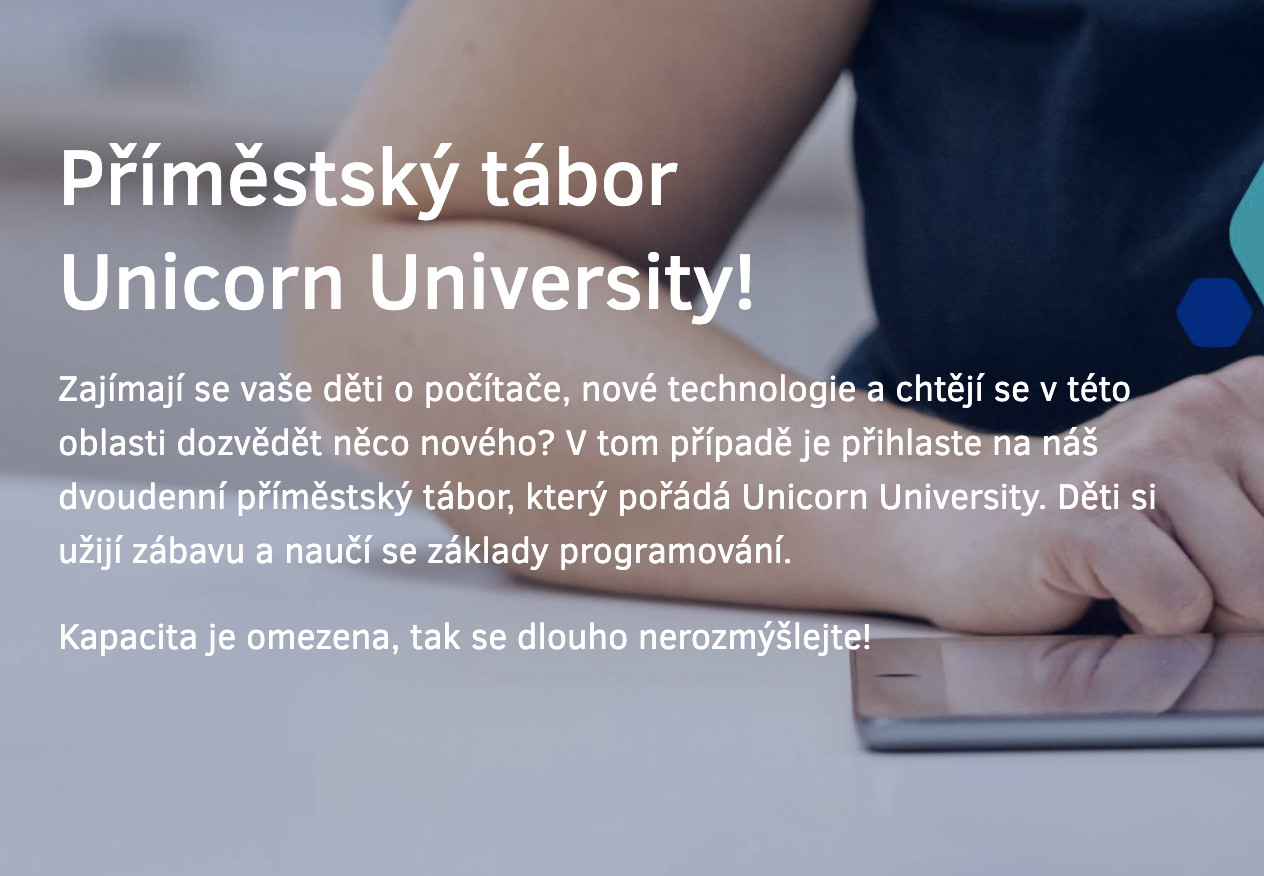 Příměstský tábor
Unicorn University!
Zajímají se vaše děti o počítače, nové technologie a chtějí se v této
oblasti dozvědět něco nového? V tom případě je přihlaste na náš
dvoudenní příměstský tábor, který pořádá Unicorn University. Děti si
užijí zábavu a naučí se základy programování.
Kapacita je omezena, tak se dlouho nerozmýšlejte!